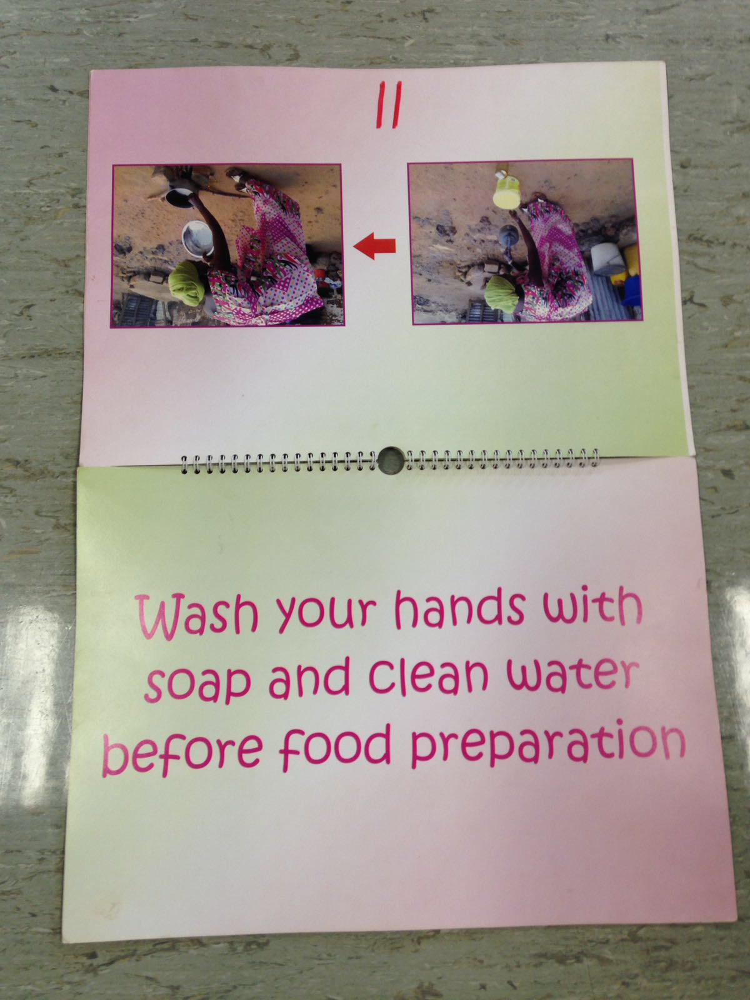 11
Wash your hands with
soap and clean water
before food preparation